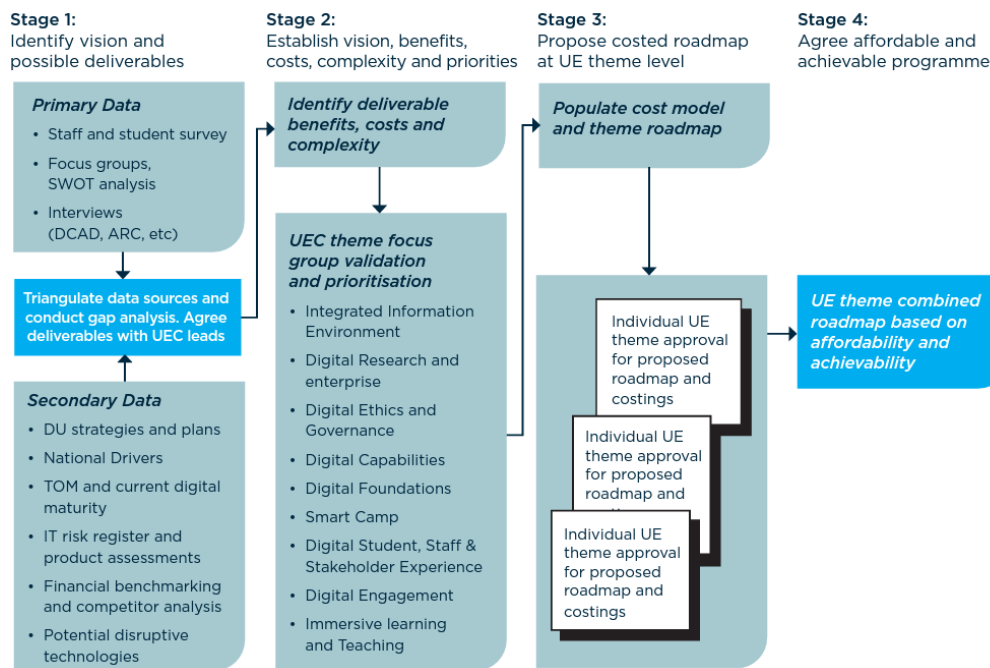 Stage 1:
Identify vision and
possible deliverables
Primary Data
• Staff and student survey
• Focus groups,
SWOT analysis
• Interviews
(DCAD, ARC, etc)
Triangulate data sources and
conduct gap analysis. Agree
deliverables with UEC leads
Secondary Data
• DU strategies and plans
• National Drivers
• TOM and current digital
maturity
• IT risk register and
product assessments
• Financial benchmarking
and competitor analysis
• Potential disruptive
technologies
Stage 2:
Establish vision, benefits,
costs, complexity and priorities
Identify deliverable
benefits, costs and
complexity
UEC theme focus
group validation
and prioritisation
• Integrated Information
Environment
• Digital Research and
enterprise
• Digital Ethics and
Governance
• Digital Capabilities
• Digital Foundations
• Smart Camp
• Digital Student, Staff &
Stakeholder Experience
• Digital Engagement
• Immersive learning
and Teaching
Stage 3:
Propose costed roadmap
at UE theme level
Populate cost model
and theme roadmap
Individual UE
theme approval
for proposed
roadmap and
costings
Individual UE
theme approval
for proposed
roadmap and
Individual UE
theme approval
for proposed
roadmap and
costings
Stage 4:
Agree affordable and
achievable programme
UE theme combined
roadmap based on
affordability and
achievability